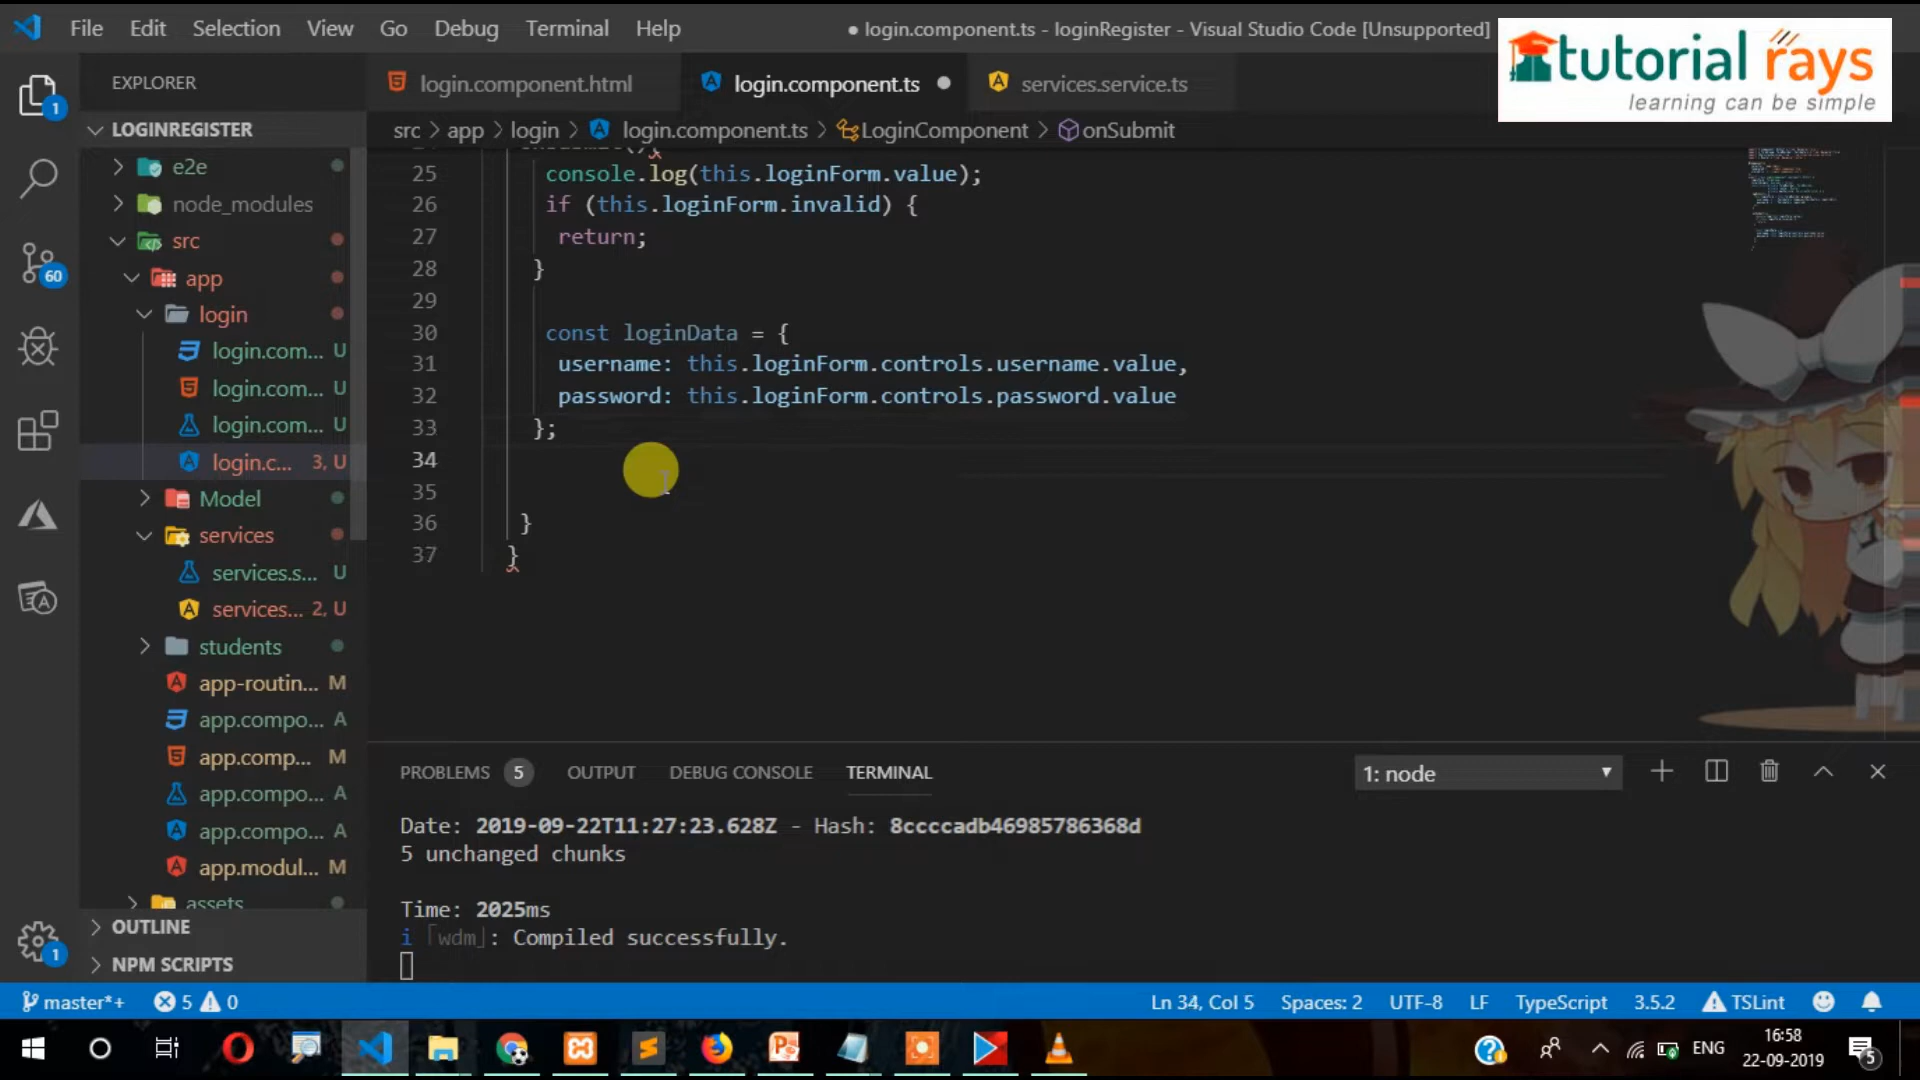 File Edit Selection View Go Debug Terminal Help
● login.component.ts - loginRegister - Visual Studio Code [Unsupported]
tutorial rays
learning can be simple
EXPLORER
login.component.html
login.component.ts ●
services.service.ts
src > app > login > login.component.ts > LoginComponent > onSubmit
LOGINREGISTER
e2e
node_modules
src
app
login
login.com... U
login.com... U
login.com... U
login.c... 3, U
Model
services
services.s... U
services... 2, U
students
app-routin... M
app.compo... A
app.comp... M
app.compo... A
app.compo... A
app.modul... M
assets
OUTLINE
NPM SCRIPTS
1
60
1
25 console.log(this.loginForm.value);
26 if (this.loginForm.invalid) {
27 return;
28 }
29
30 const loginData = {
31 username: this.loginForm.controls.username.value,
32 password: this.loginForm.controls.password.value
33 };
34
35
36 }
37 }
PROBLEMS 5 OUTPUT DEBUG CONSOLE TERMINAL
1: node
Date: 2019-09-22T11:27:23.628Z - Hash: 8ccccadb46985786368d
5 unchanged chunks
Time: 2025ms
i ｢wdm｣: Compiled successfully.
master*+ 5 0
Ln 34, Col 5 Spaces: 2 UTF-8 LF TypeScript 3.5.2 TSLint
ENG
16:58
22-09-2019
5